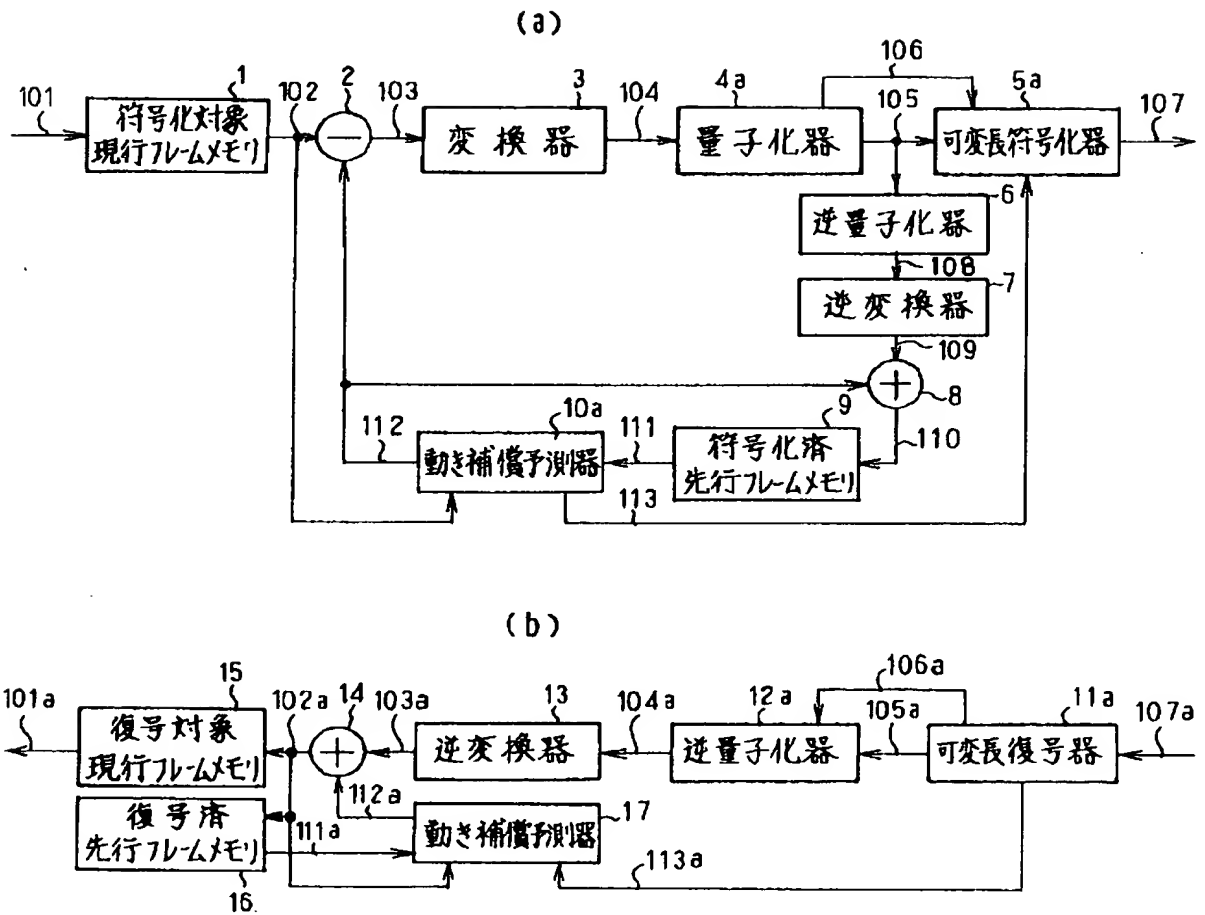 (a)
101
1
符号化対象
現行フレームメモリ
102
2
103
3
変換器
104
4a
量子化器
106
105
5a
可変長符号化器
107
6
逆量子化器
108
7
逆変換器
109
8
110
9
符号化済
先行フレームメモリ
111
10a
動き補償予測器
112
113
(b)
101a
15
復号対象
現行フレームメモリ
102a
14
103a
13
逆変換器
104a
12a
逆量子化器
106a
105a
11a
可変長復号器
107a
復号済
先行フレームメモリ
16
111a
112a
17
動き補償予測器
113a